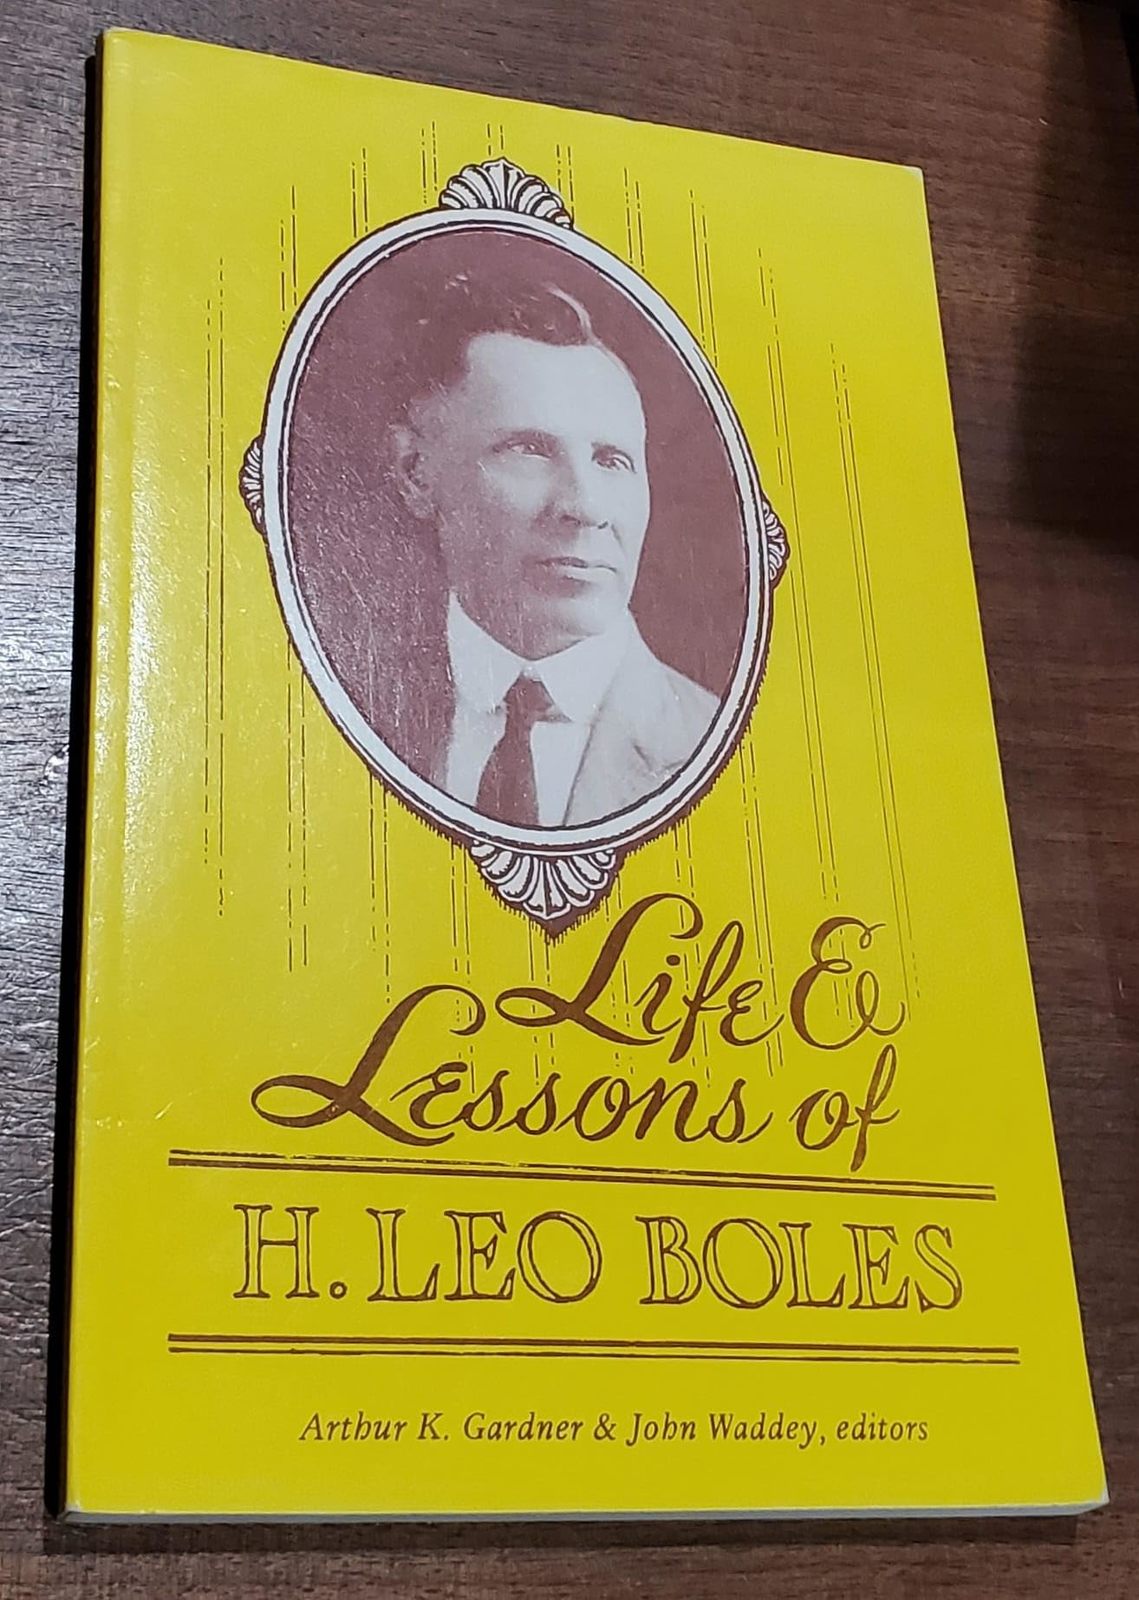 Life &
Lessons of
H. LEO BOLES
Arthur K. Gardner & John Waddey, editors